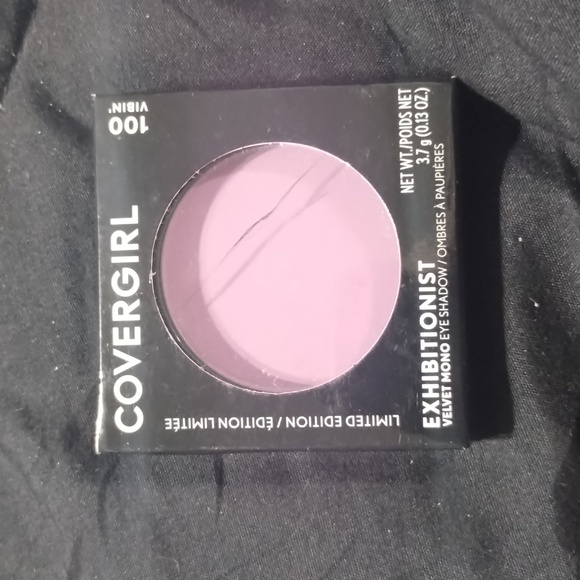 COVERGIRL
100
VIBIN'
LIMITED EDITION / ÉDITION LIMITÉE
EXHIBITIONIST
VELVET MONO EYE SHADOW / OMBRES À PAUPIÈRES
NET WT./POIDS NET
3.7 g (0.13 OZ.)